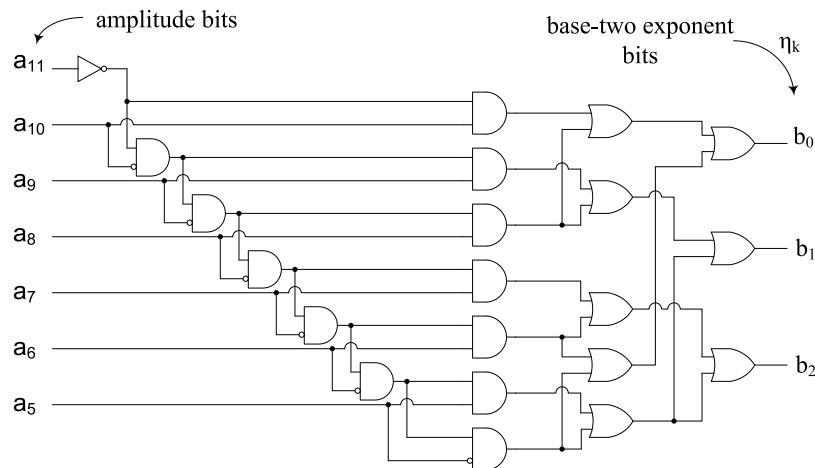 amplitude bits
base-two exponent
bits
ηk
a11
a10
a9
a8
a7
a6
a5
b0
b1
b2